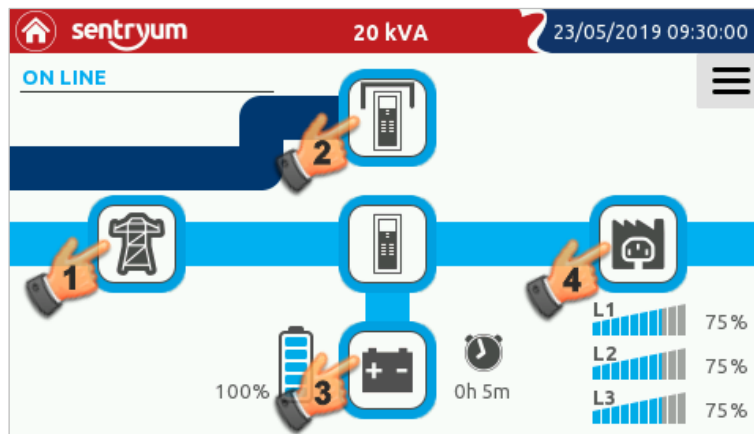 sentryum 20 kVA 23/05/2019 09:30:00
ON LINE
2
1
4
L1 75%
L2 75%
100% 3 0h 5m
L3 75%